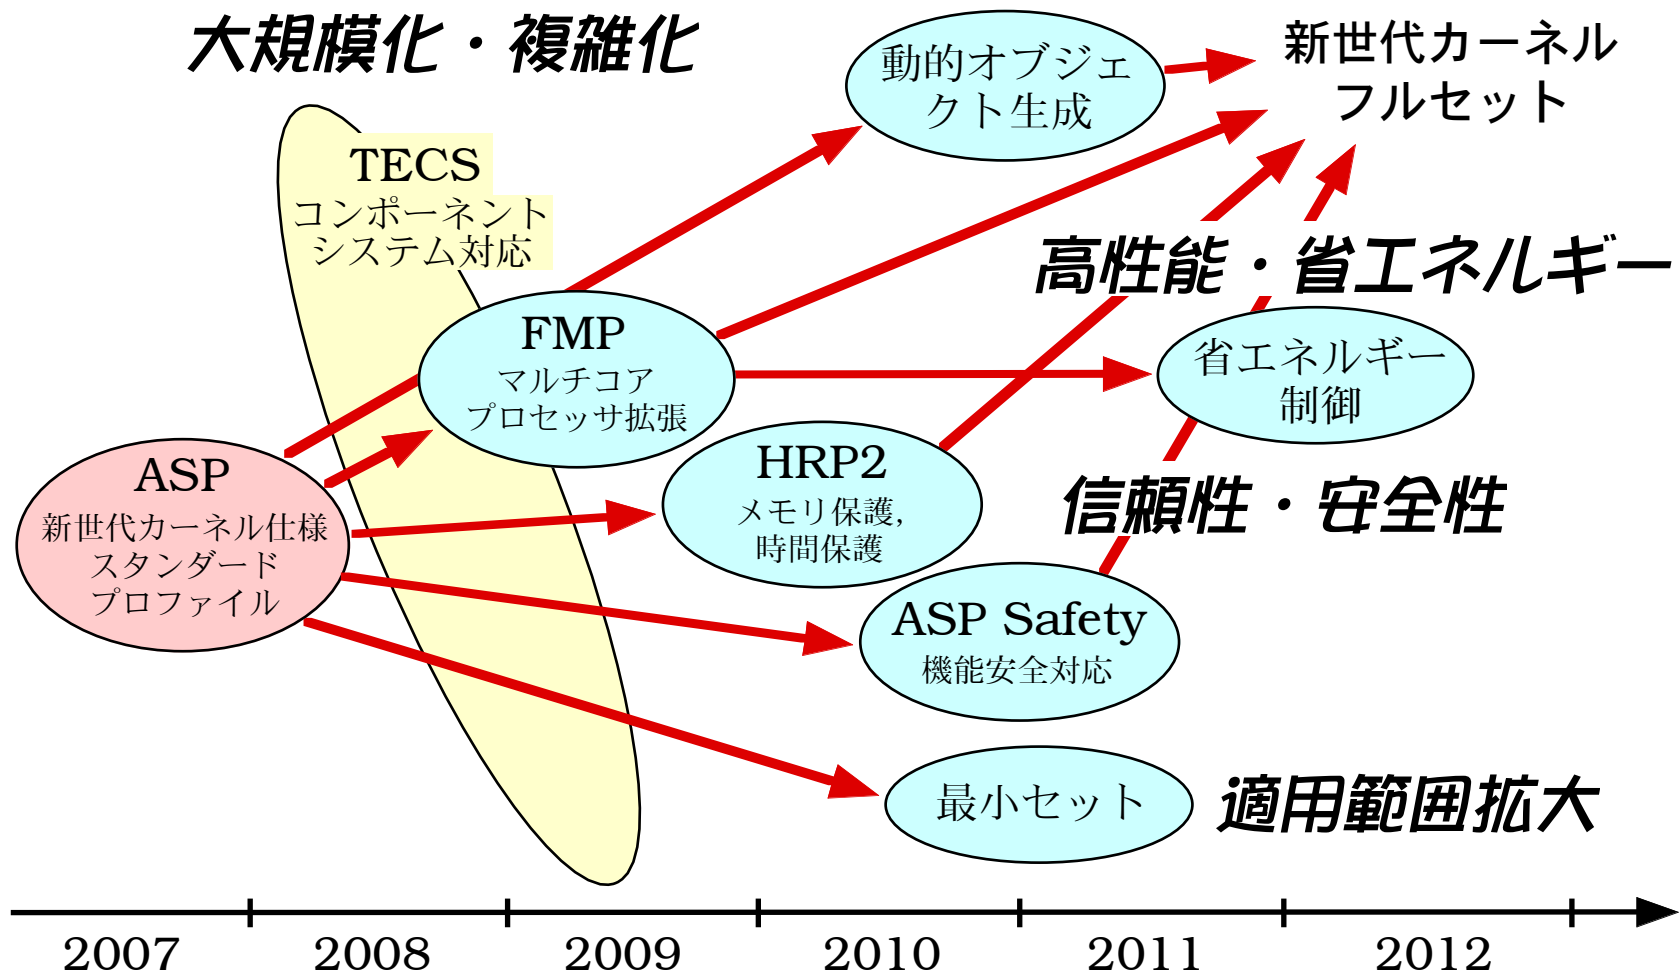 大規模化・複雑化
動的オブジェ
クト生成
新世代カーネル
フルセット
TECS
コンポーネント
システム対応
高性能・省エネルギー
FMP
マルチコア
プロセッサ拡張
省エネルギー
制御
ASP
新世代カーネル仕様
スタンダード
プロファイル
HRP2
メモリ保護,
時間保護
信頼性・安全性
ASP Safety
機能安全対応
最小セット
適用範囲拡大
2007 2008 2009 2010 2011 2012